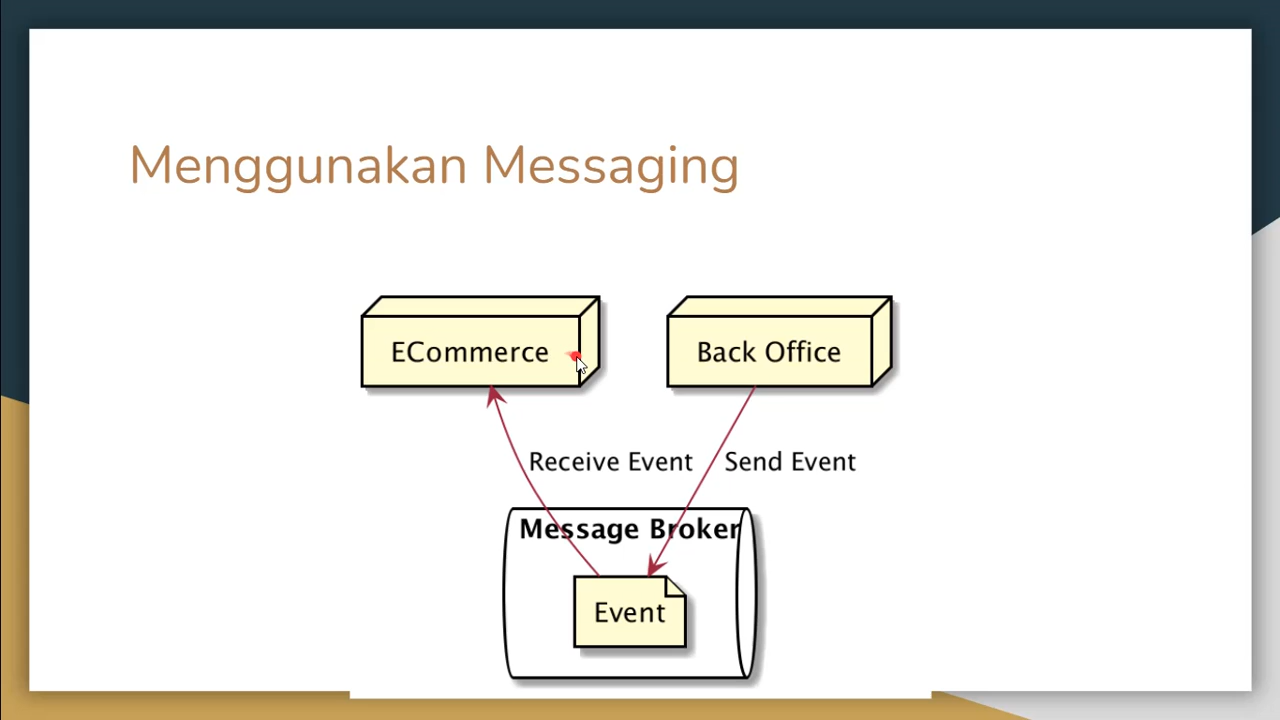 Menggunakan Messaging
ECommerce
Back Office
Receive Event
Send Event
Message Broker
Event